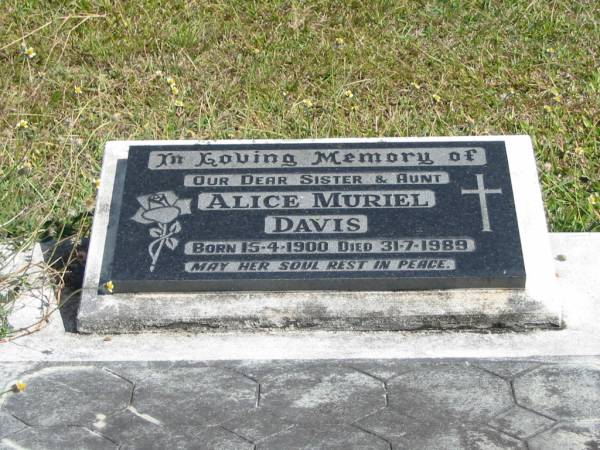 In Loving Memory of
Our Dear Sister & Aunt
Alice Muriel
Davis
Born 15-4-1900 Died 31-7-1989
May her soul rest in peace.